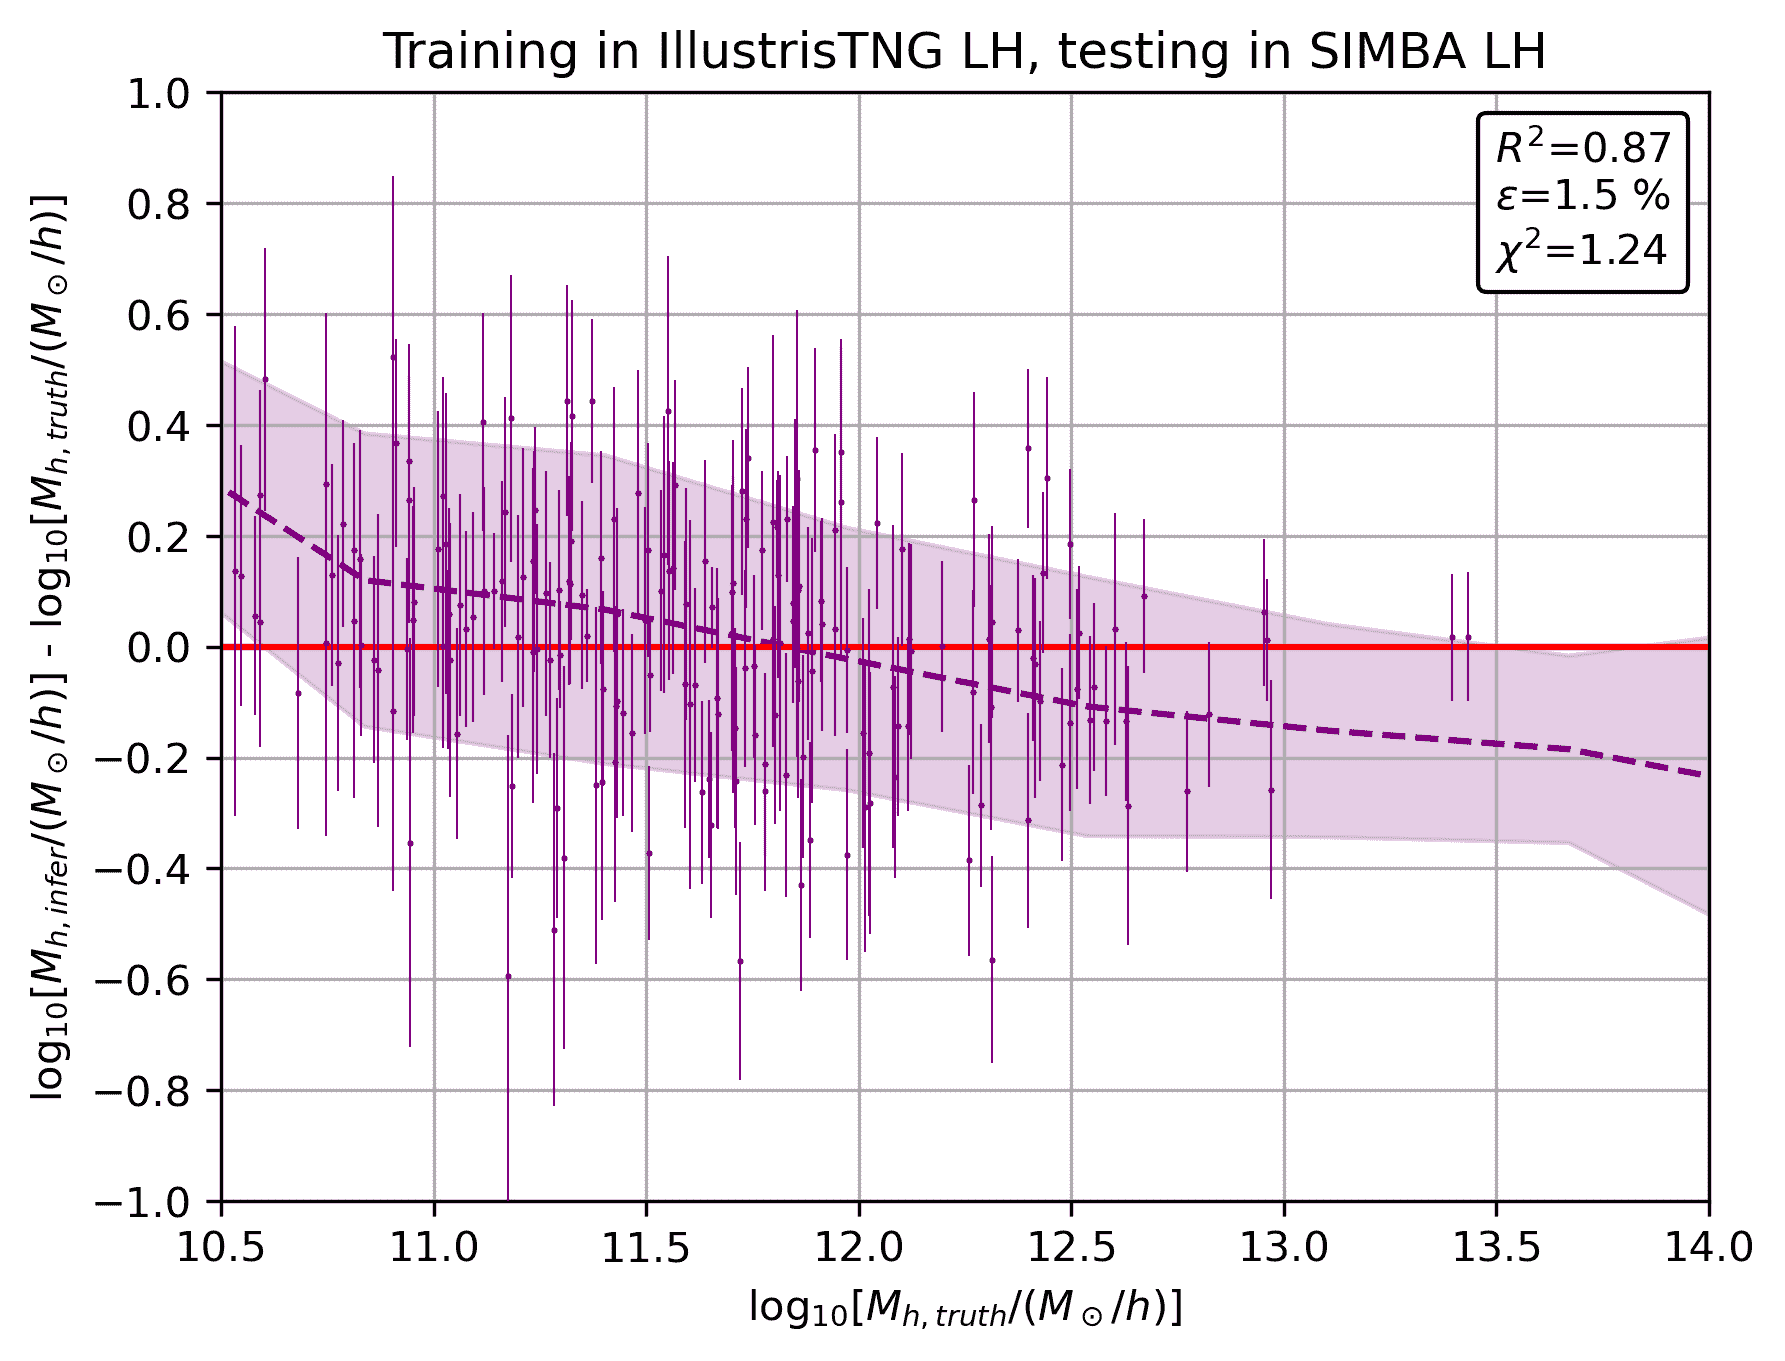 Training in IllustrisTNG LH, testing in SIMBA LH
log₁₀[M_{h,infer}/(M_⊙/h)] - log₁₀[M_{h,truth}/(M_⊙/h)]
1.0
0.8
0.6
0.4
0.2
0.0
−0.2
−0.4
−0.6
−0.8
−1.0
R²=0.87
ε=1.5 %
χ²=1.24
10.5 11.0 11.5 12.0 12.5 13.0 13.5 14.0
log₁₀[M_{h,truth}/(M_⊙/h)]